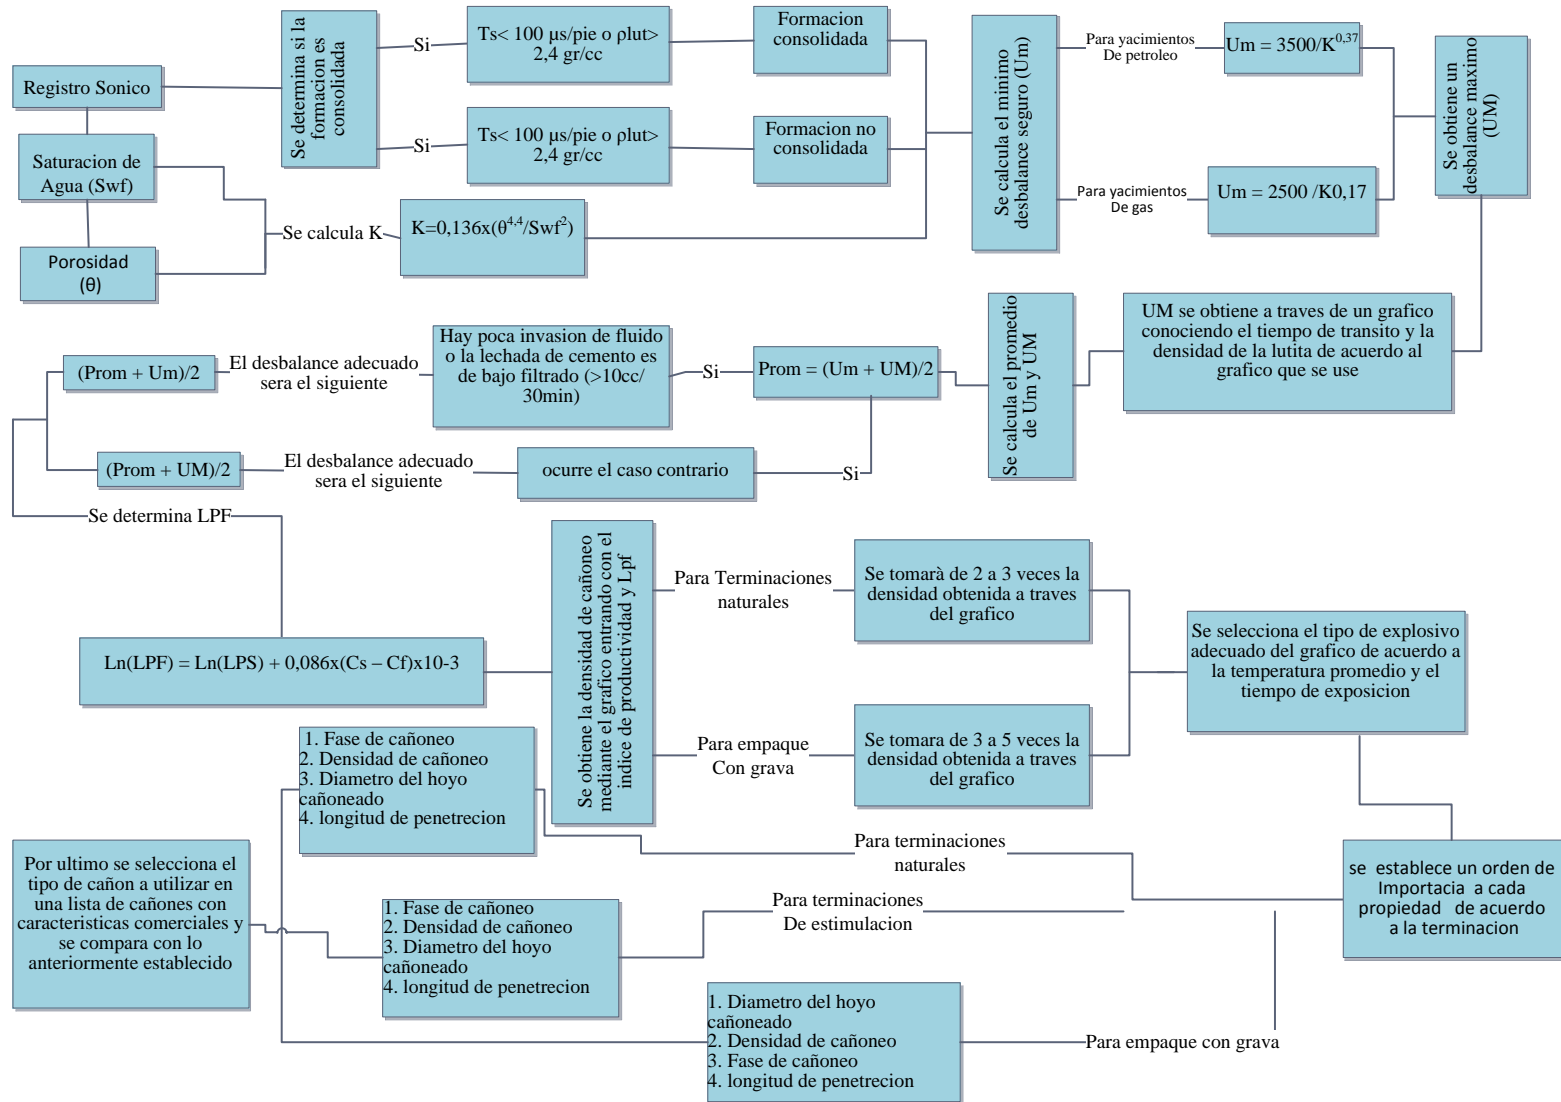 Registro Sonico
Saturacion de
Agua (Swf)
Porosidad
(θ)
Se determina si la
formacion es
consolidada
Si
Ts< 100 µs/pie o ρlut>
2,4 gr/cc
Formacion
consolidada
Si
Ts< 100 µs/pie o ρlut>
2,4 gr/cc
Formacion no
consolidada
Se calcula K
K=0,136x(θ^4,4/Swf^2)
Se calcula el minimo
desbalance seguro (Um)
Para yacimientos
De petroleo
Um = 3500/K^0,37
Para yacimientos
De gas
Um = 2500 /K0,17
Se obtiene un
desbalance maximo
(UM)
UM se obtiene a traves de un grafico
conociendo el tiempo de transito y la
densidad de la lutita de acuerdo al
grafico que se use
Se calcula el promedio
de Um y UM
Prom = (Um + UM)/2
Si
Hay poca invasion de fluido
o la lechada de cemento es
de bajo filtrado (>10cc/
30min)
El desbalance adecuado
sera el siguiente
(Prom + Um)/2
Si
ocurre el caso contrario
El desbalance adecuado
sera el siguiente
(Prom + UM)/2
Se determina LPF
Ln(LPF) = Ln(LPS) + 0,086x(Cs – Cf)x10-3
Se obtiene la densidad de cañoneo
mediante el grafico entrando con el
indice de productividad y Lpf
Para Terminaciones
naturales
Se tomarà de 2 a 3 veces la
densidad obtenida a traves
del grafico
Para empaque
Con grava
Se tomara de 3 a 5 veces la
densidad obtenida a traves
del grafico
Se selecciona el tipo de explosivo
adecuado del grafico de acuerdo a
la temperatura promedio y el
tiempo de exposicion
se establece un orden de
Importacia a cada
propiedad de acuerdo
a la terminacion
Para terminaciones
naturales
1. Fase de cañoneo
2. Densidad de cañoneo
3. Diametro del hoyo
cañoneado
4. longitud de penetrecion
Para terminaciones
De estimulacion
1. Fase de cañoneo
2. Densidad de cañoneo
3. Diametro del hoyo
cañoneado
4. longitud de penetrecion
Para empaque con grava
1. Diametro del hoyo
cañoneado
2. Densidad de cañoneo
3. Fase de cañoneo
4. longitud de penetrecion
Por ultimo se selecciona el
tipo de cañon a utilizar en
una lista de cañones con
caracteristicas comerciales y
se compara con lo
anteriormente establecido